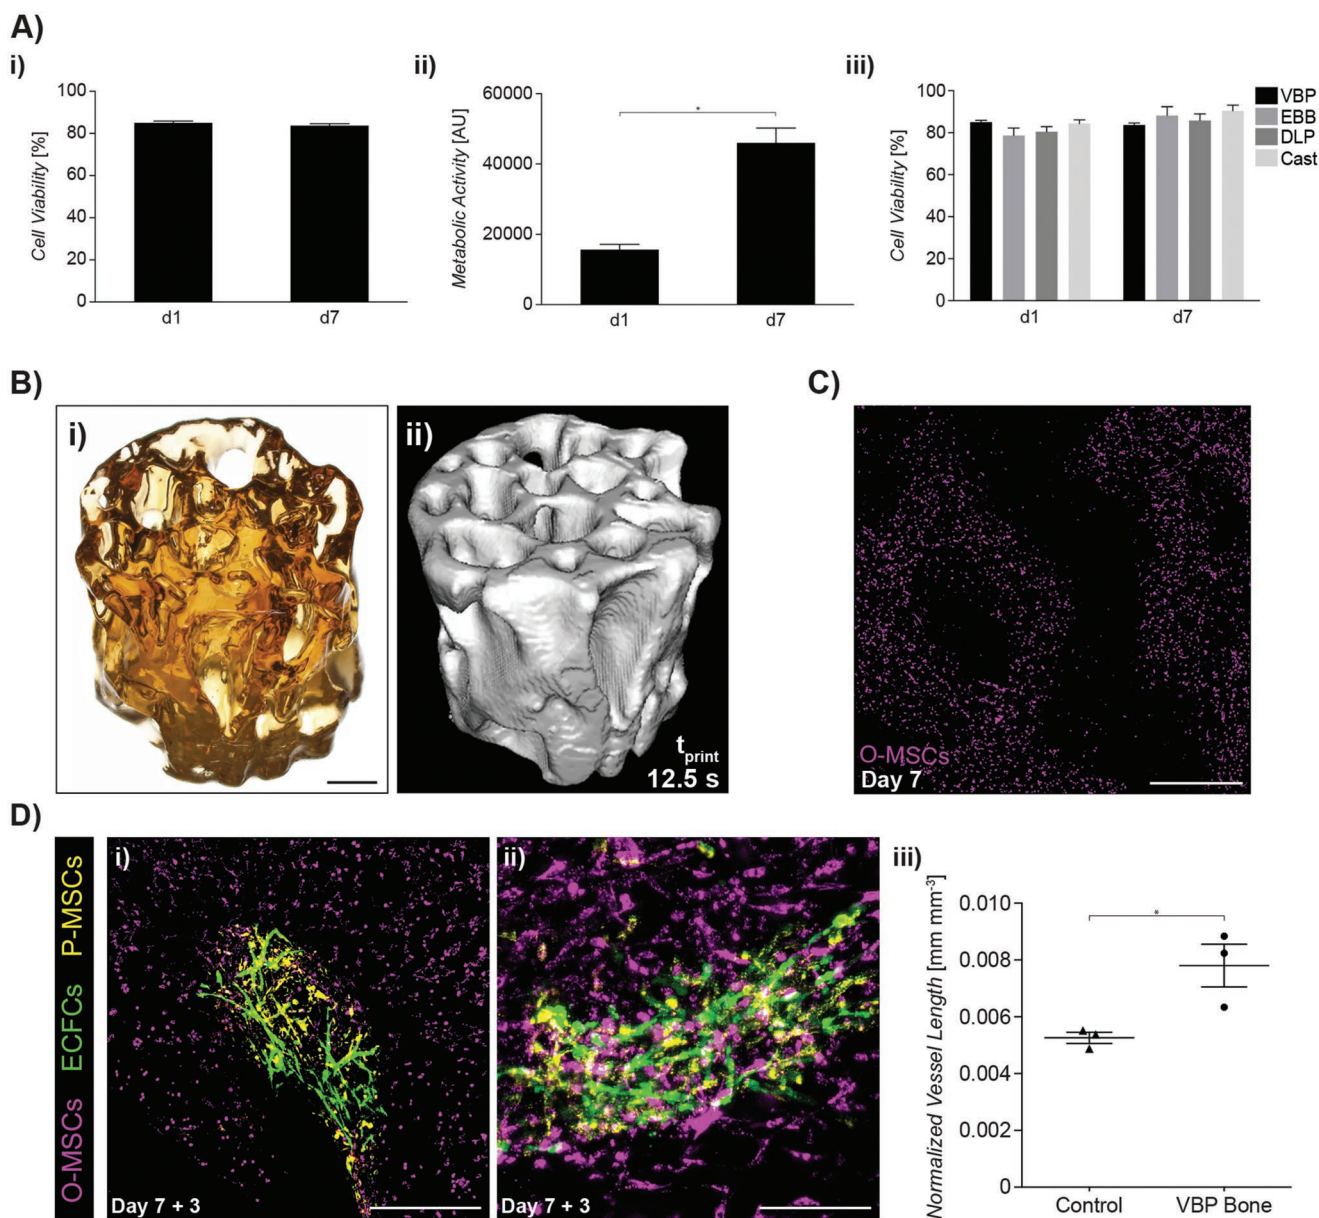 A)
i)
Cell Viability [%]
100
80
60
40
20
0
d1
d7
ii)
Metabolic Activity [AU]
60000
40000
20000
0
*
d1
d7
iii)
Cell Viability [%]
100
80
60
40
20
0
d1
d7
VBP
EBB
DLP
Cast
B)
i)
ii)
tprint
12.5 s
C)
O-MSCs
Day 7
D)
O-MSCs ECFCs P-MSCs
i)
Day 7 + 3
ii)
Day 7 + 3
iii)
Normalized Vessel Length [mm mm-3]
0.010
0.008
0.006
0.004
0.002
0
*
Control
VBP Bone